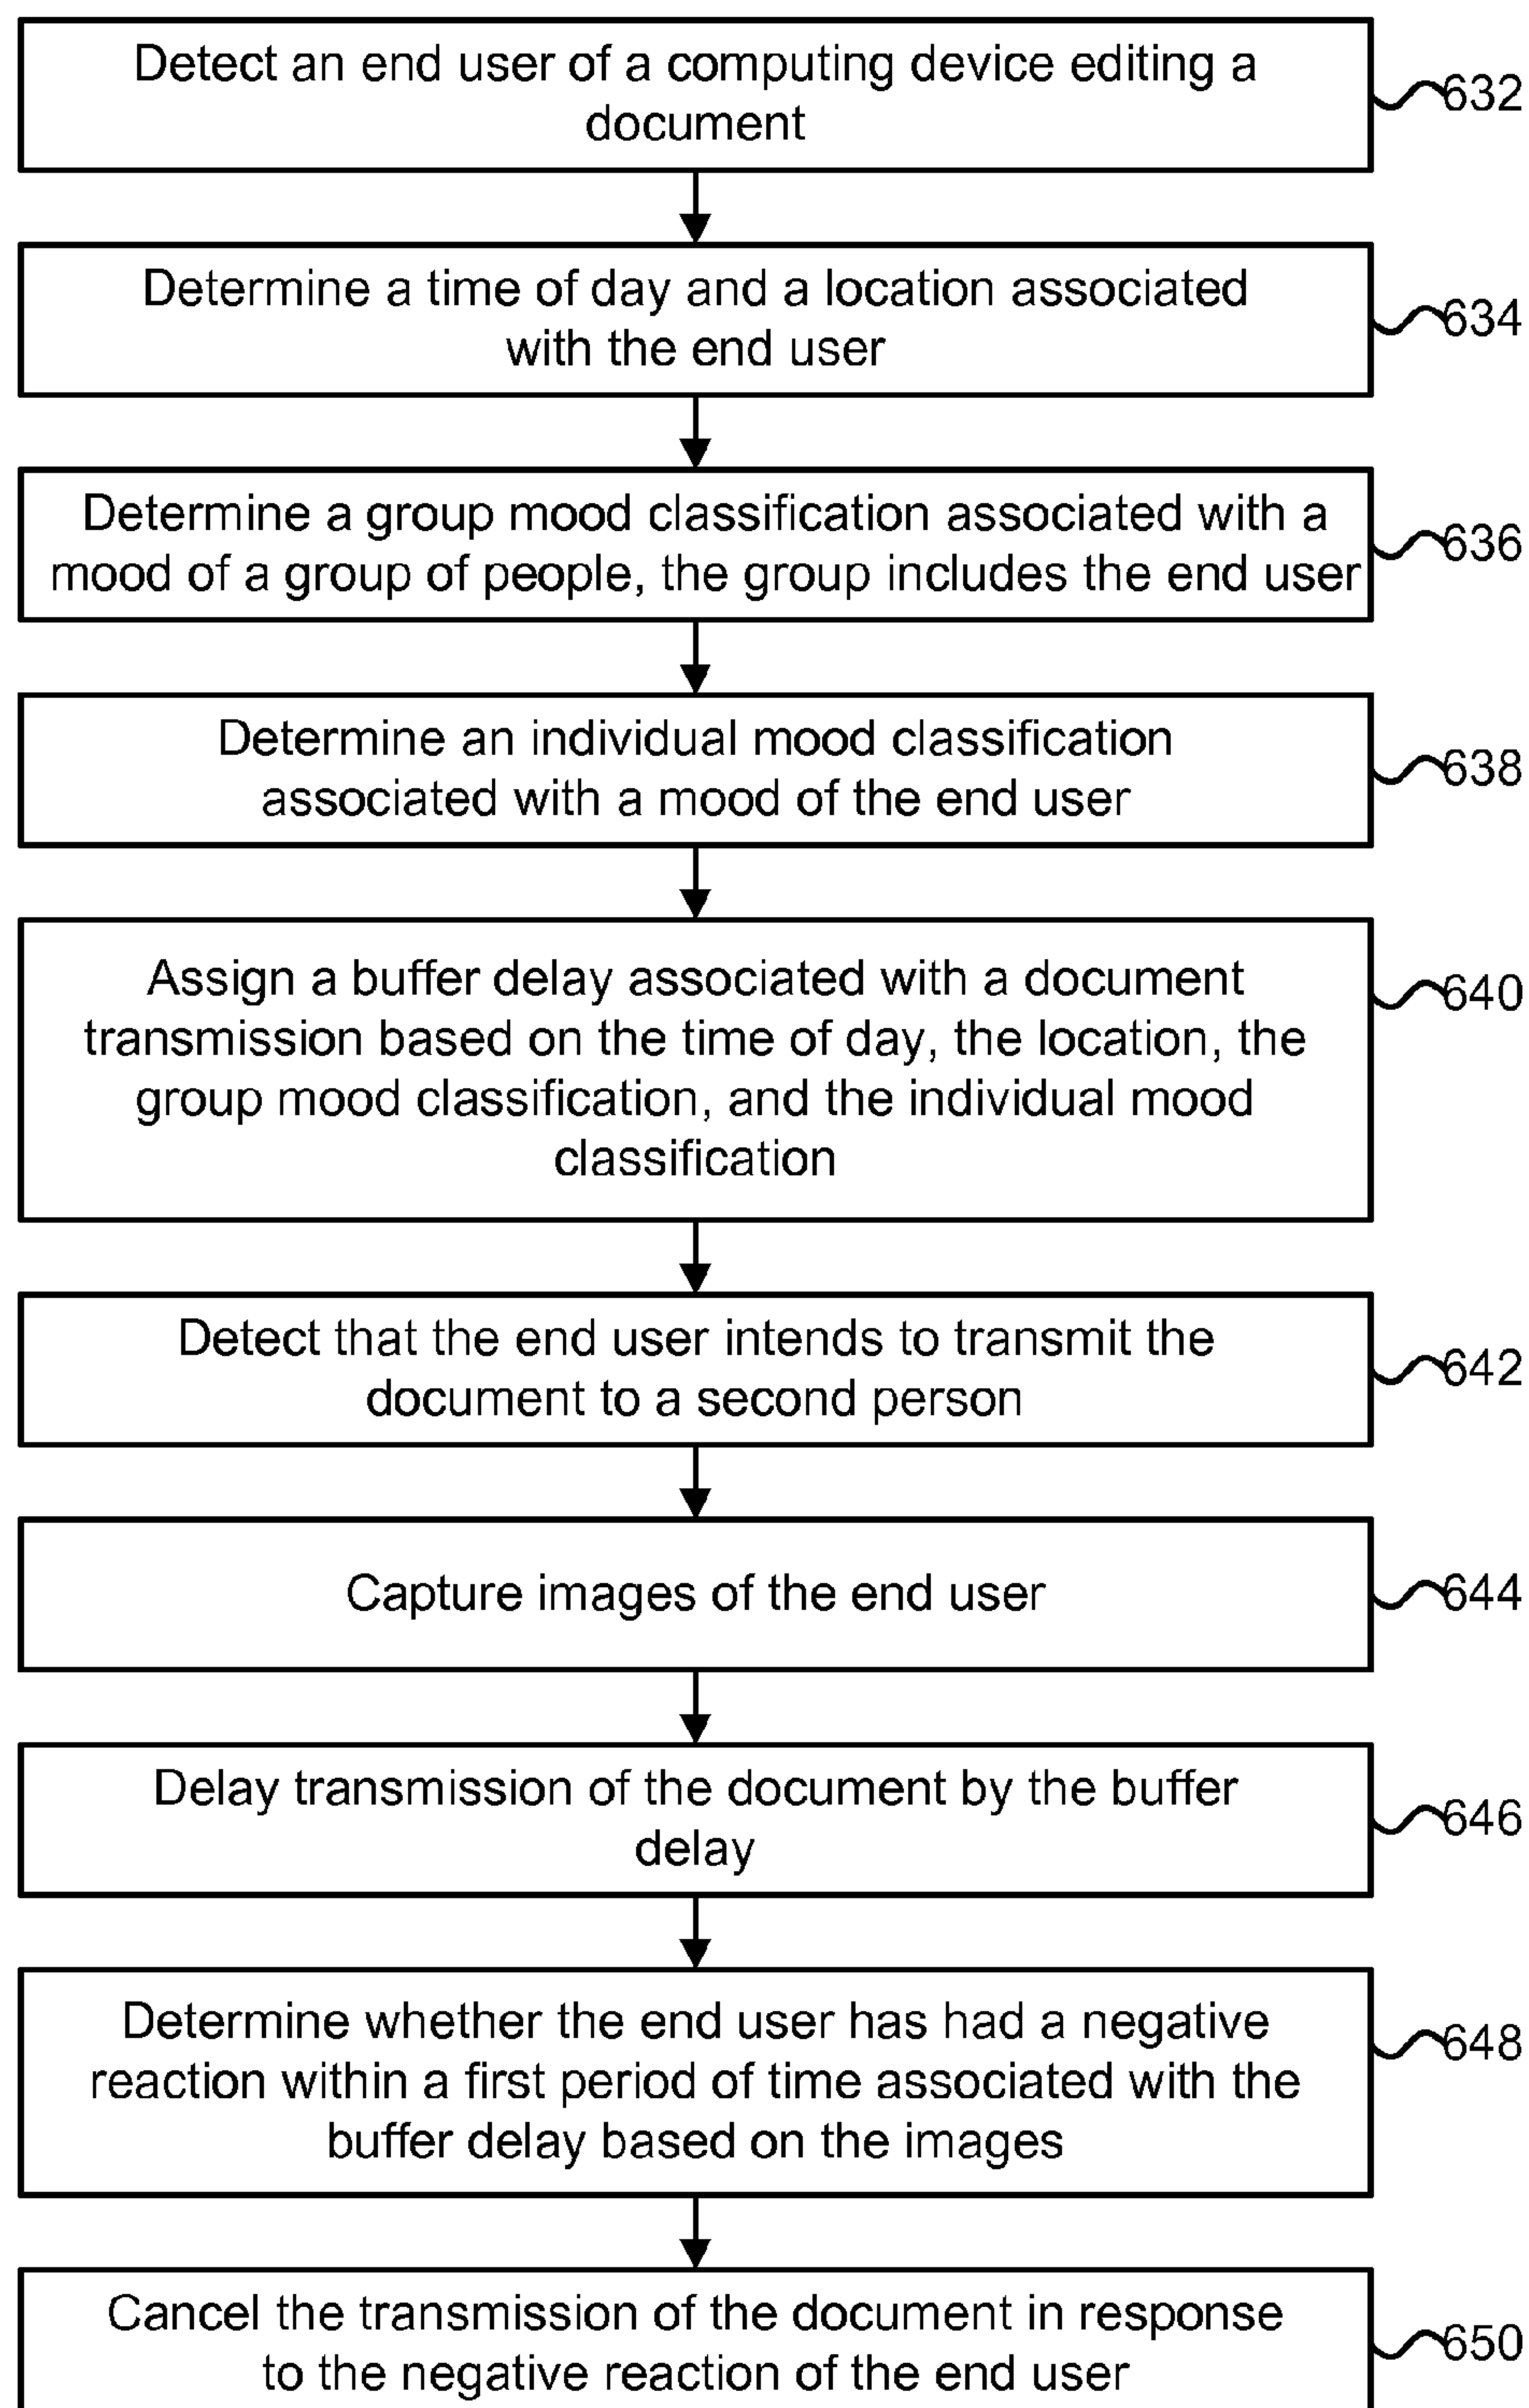 Detect an end user of a computing device editing a
document
632
Determine a time of day and a location associated
with the end user
634
Determine a group mood classification associated with a
mood of a group of people, the group includes the end user
636
Determine an individual mood classification
associated with a mood of the end user
638
Assign a buffer delay associated with a document
transmission based on the time of day, the location, the
group mood classification, and the individual mood
classification
640
Detect that the end user intends to transmit the
document to a second person
642
Capture images of the end user
644
Delay transmission of the document by the buffer
delay
646
Determine whether the end user has had a negative
reaction within a first period of time associated with the
buffer delay based on the images
648
Cancel the transmission of the document in response
to the negative reaction of the end user
650